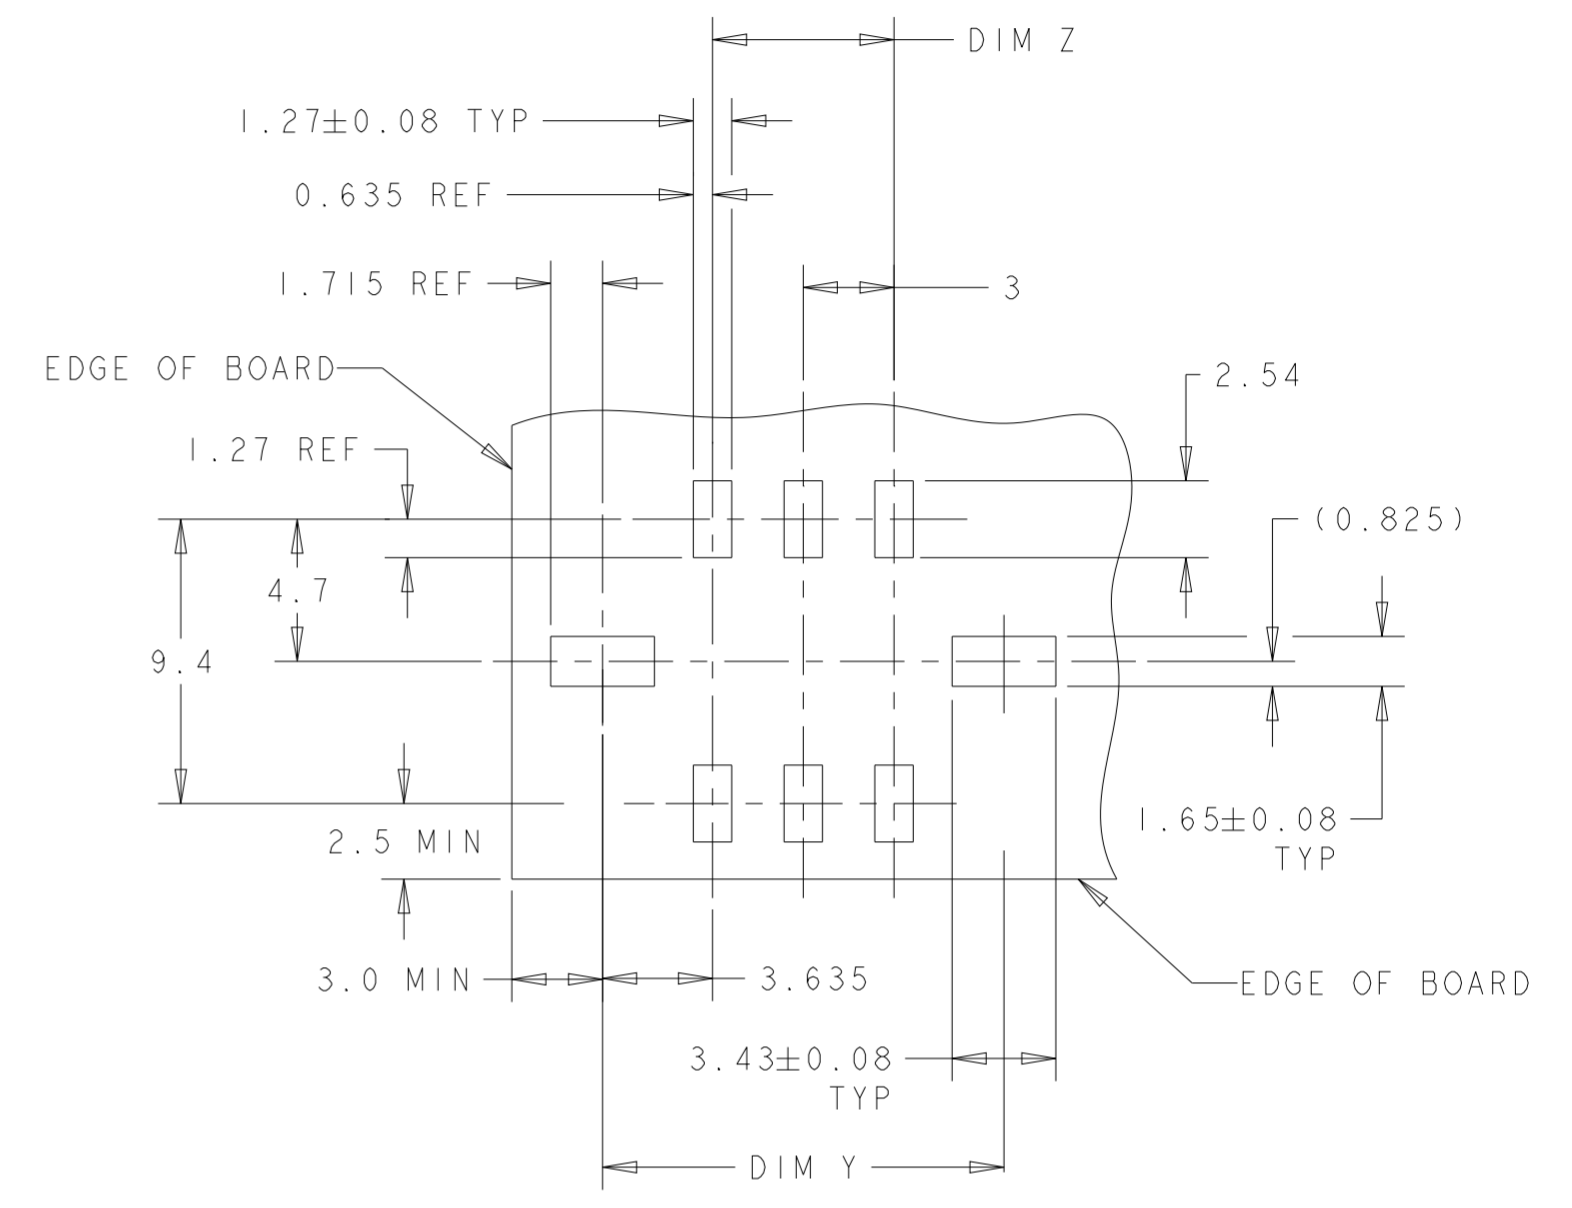 DIM Z
1.27±0.08 TYP
0.635 REF
1.715 REF
3
EDGE OF BOARD
2.54
1.27 REF
(0.825)
4.7
9.4
1.65±0.08
TYP
2.5 MIN
3.0 MIN
3.635
EDGE OF BOARD
3.43±0.08
TYP
DIM Y